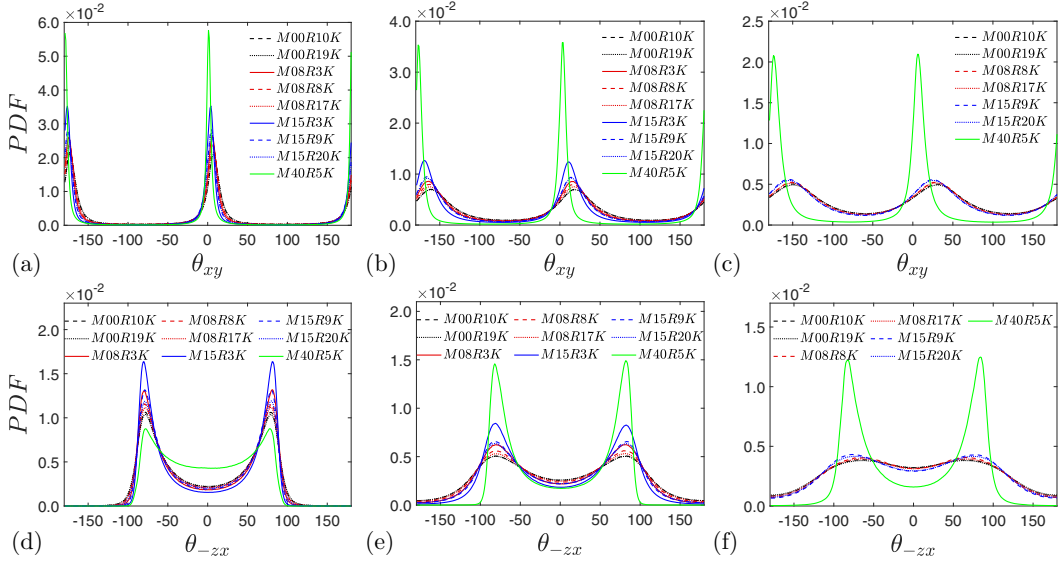 ×10⁻²
6.0
5.0
4.0
3.0
2.0
1.0
0.0
PDF
M00R10K
M00R19K
M08R3K
M08R8K
M08R17K
M15R3K
M15R9K
M15R20K
M40R5K
-150 -100 -50 0 50 100 150
(a)
θxy
×10⁻²
4.0
3.0
2.0
1.0
0.0
M00R10K
M00R19K
M08R3K
M08R8K
M08R17K
M15R3K
M15R9K
M15R20K
M40R5K
-150 -100 -50 0 50 100 150
(b)
θxy
×10⁻²
2.5
2.0
1.5
1.0
0.5
0.0
M00R10K
M00R19K
M08R8K
M08R17K
M15R9K
M15R20K
M40R5K
-150 -100 -50 0 50 100 150
(c)
θxy
×10⁻²
2.0
1.5
1.0
0.5
0.0
PDF
M00R10K M08R8K M15R9K
M00R19K M08R17K M15R20K
M08R3K M15R3K M40R5K
-150 -100 -50 0 50 100 150
(d)
θ−zx
×10⁻²
2.0
1.5
1.0
0.5
0.0
M00R10K M08R8K M15R9K
M00R19K M08R17K M15R20K
M08R3K M15R3K M40R5K
-150 -100 -50 0 50 100 150
(e)
θ−zx
×10⁻²
1.5
1.0
0.5
0.0
M00R10K M08R17K M40R5K
M00R19K M15R9K
M08R8K M15R20K
-150 -100 -50 0 50 100 150
(f)
θ−zx